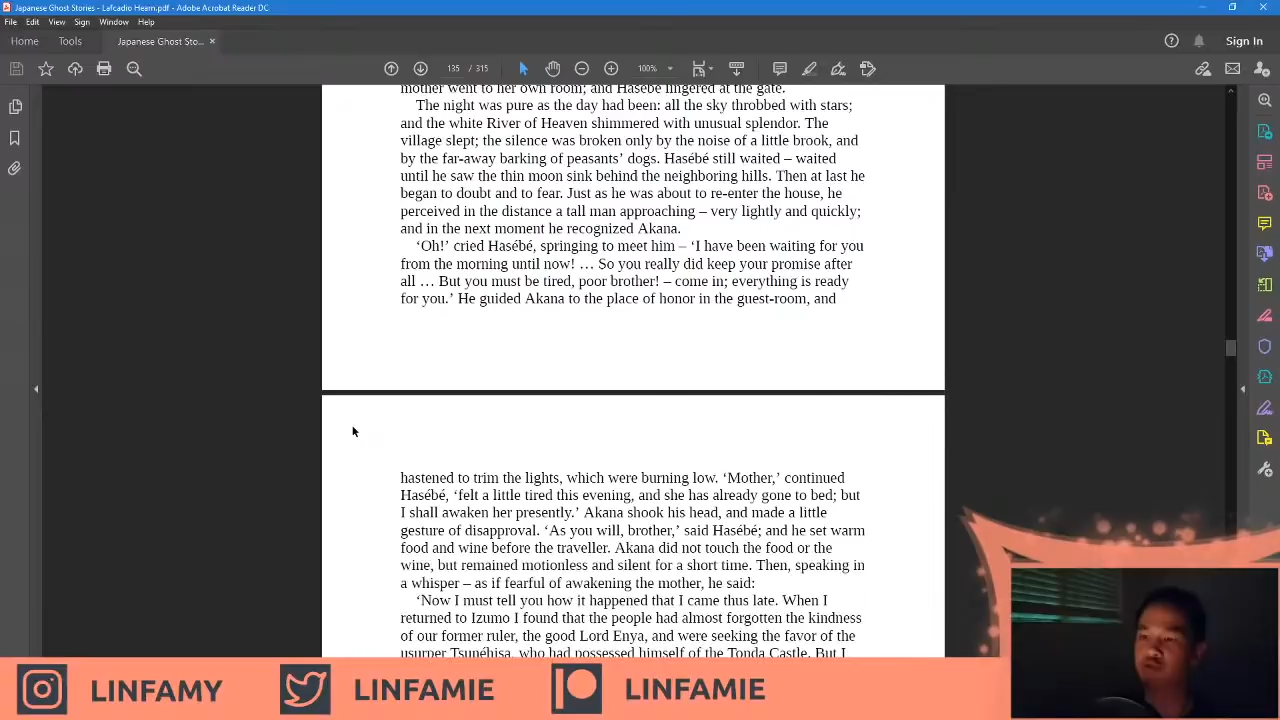 Japanese Ghost Stories - Lafcadio Hearn.pdf - Adobe Acrobat Reader DC
File Edit View Sign Window Help
Home Tools Japanese Ghost Sto... × Sign In
135 / 315 100%
mother went to her own room; and Hasébé lingered at the gate.
The night was pure as the day had been: all the sky throbbed with stars;
and the white River of Heaven shimmered with unusual splendor. The
village slept; the silence was broken only by the noise of a little brook, and
by the far-away barking of peasants’ dogs. Hasébé still waited – waited
until he saw the thin moon sink behind the neighboring hills. Then at last he
began to doubt and to fear. Just as he was about to re-enter the house, he
perceived in the distance a tall man approaching – very lightly and quickly;
and in the next moment he recognized Akana.
‘Oh!’ cried Hasébé, springing to meet him – ‘I have been waiting for you
from the morning until now! … So you really did keep your promise after
all … But you must be tired, poor brother! – come in; everything is ready
for you.’ He guided Akana to the place of honor in the guest-room, and
hastened to trim the lights, which were burning low. ‘Mother,’ continued
Hasébé, ‘felt a little tired this evening, and she has already gone to bed; but
I shall awaken her presently.’ Akana shook his head, and made a little
gesture of disapproval. ‘As you will, brother,’ said Hasébé; and he set warm
food and wine before the traveller. Akana did not touch the food or the
wine, but remained motionless and silent for a short time. Then, speaking in
a whisper – as if fearful of awakening the mother, he said:
‘Now I must tell you how it happened that I came thus late. When I
returned to Izumo I found that the people had almost forgotten the kindness
of our former ruler, the good Lord Enya, and were seeking the favor of the
usurper Tsunéhisa, who had possessed himself of the Tonda Castle. But I
LINFAMY LINFAMIE LINFAMIE